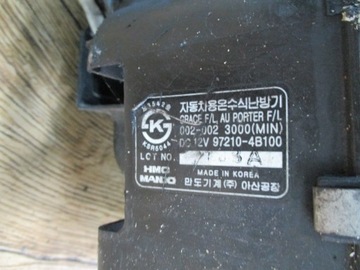 자동차용온수식난방기
GRACE F/L, AU PORTER F/L
002-002 3000(MIN)
DC 12V 97210-4B100
LOT NO.
K
HMC
MADE IN KOREA
MANDO
만도기계(주) 아산공장